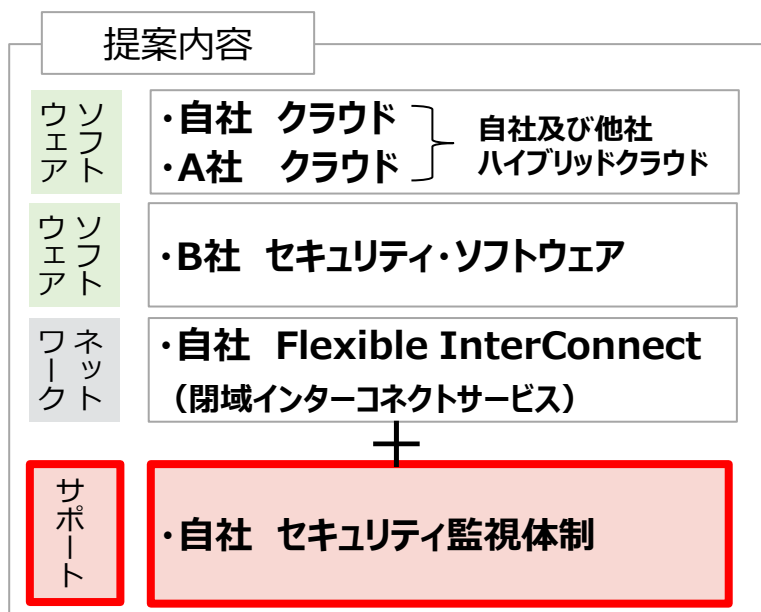 提案内容
ソフト
ウェア
・自社 クラウド
・A社 クラウド
自社及び他社
ハイブリッドクラウド
ソフト
ウェア
・B社 セキュリティ・ソフトウェア
ネット
ワーク
・自社 Flexible InterConnect
（閉域インターコネクトサービス）
＋
サポート
・自社 セキュリティ監視体制